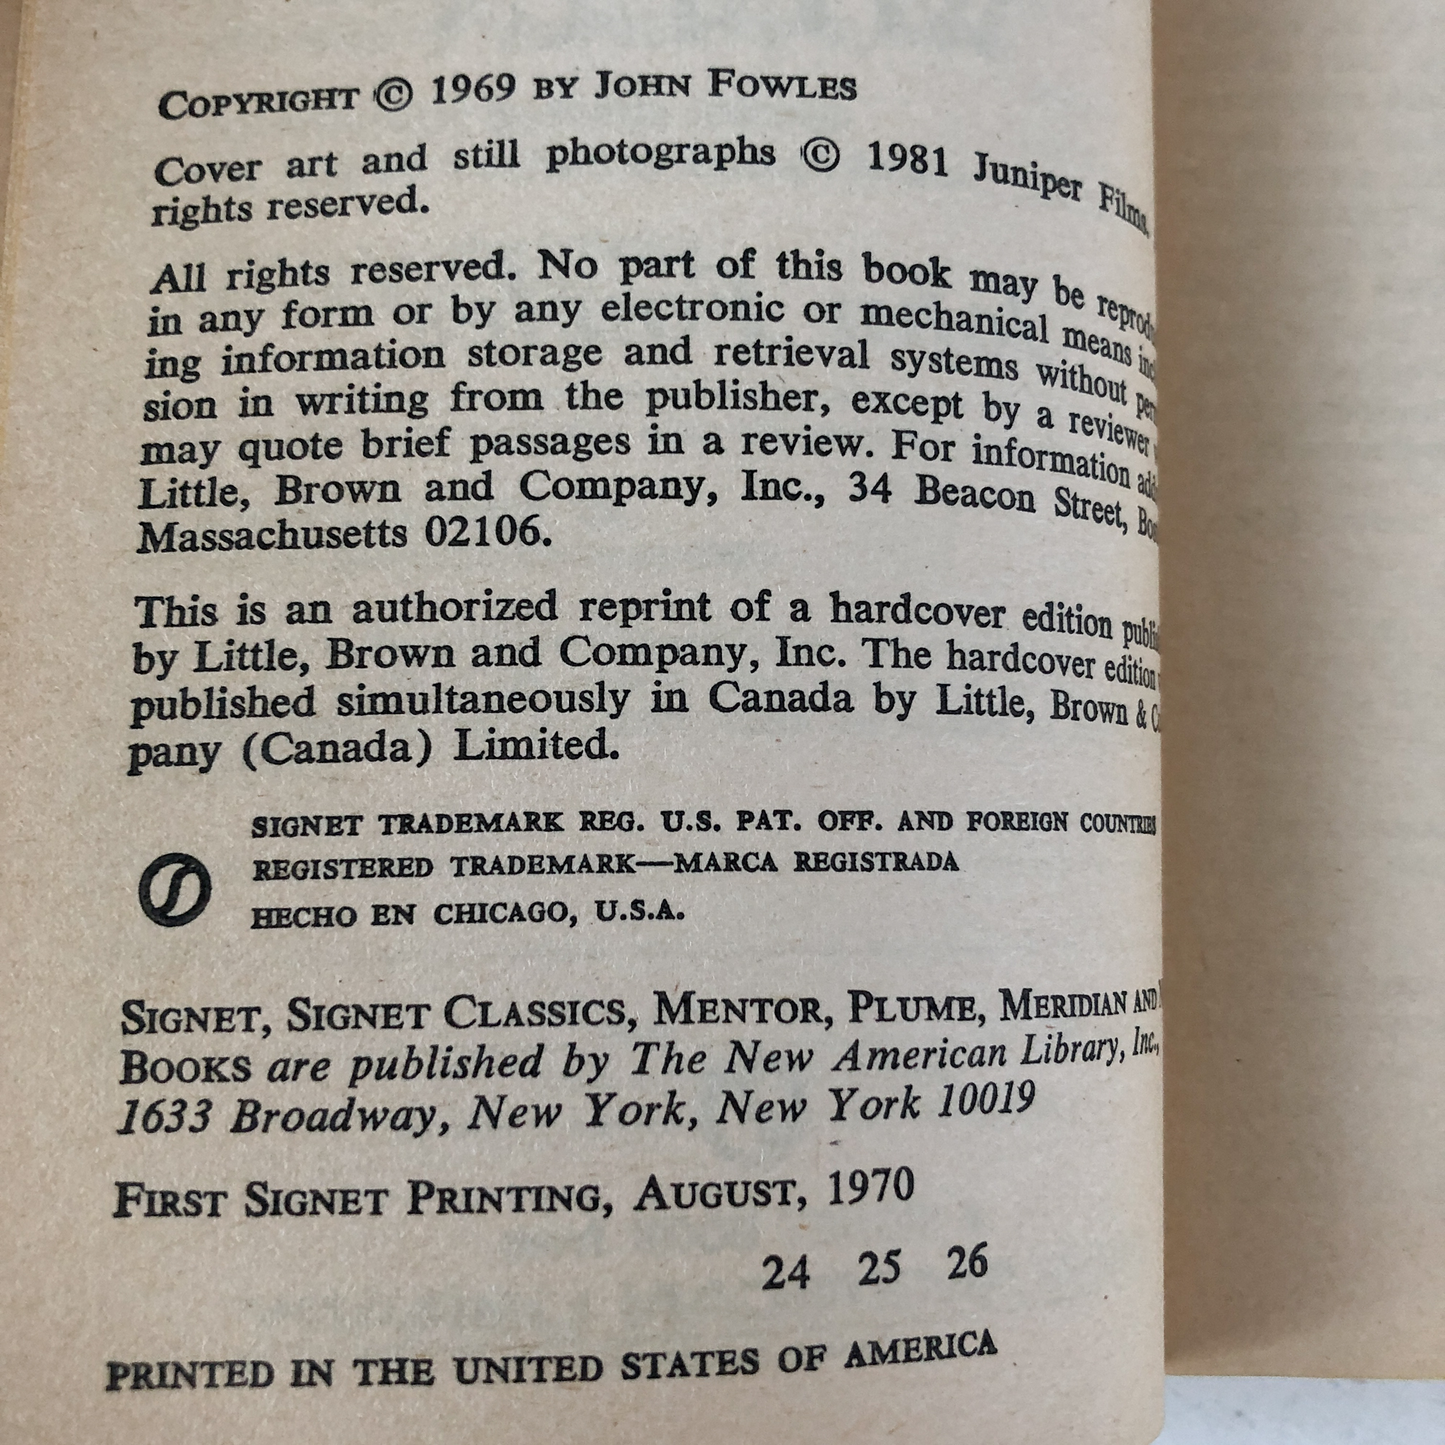 COPYRIGHT © 1969 BY JOHN FOWLES
Cover art and still photographs © 1981 Juniper Films.
rights reserved.
All rights reserved. No part of this book may be
in any form or by any electronic or mechanical means
ing information storage and retrieval systems without
sion in writing from the publisher, except by a reviewer
may quote brief passages in a review. For information
Little, Brown and Company, Inc., 34 Beacon Street,
Massachusetts 02106.
This is an authorized reprint of a hardcover edition
by Little, Brown and Company, Inc. The hardcover edition
published simultaneously in Canada by Little, Brown &
pany (Canada) Limited.
SIGNET TRADEMARK REG. U.S. PAT. OFF. AND FOREIGN COUNTRIES
REGISTERED TRADEMARK—MARCA REGISTRADA
HECHO EN CHICAGO, U.S.A.
SIGNET, SIGNET CLASSICS, MENTOR, PLUME, MERIDIAN AND
BOOKS are published by The New American Library, Inc.,
1633 Broadway, New York, New York 10019
FIRST SIGNET PRINTING, AUGUST, 1970
24 25 26
PRINTED IN THE UNITED STATES OF AMERICA